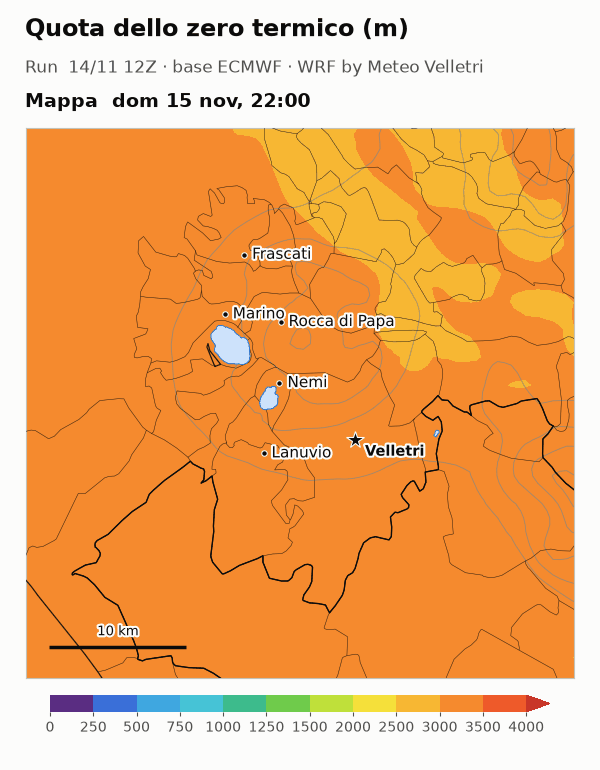 Quota dello zero termico (m)
Run  14/11 12Z · base ECMWF · WRF by Meteo Velletri
Mappa  dom 15 nov, 22:00
Frascati
Marino
Rocca di Papa
Nemi
Velletri
Lanuvio
10 km
0 250 500 750 1000 1250 1500 2000 2500 3000 3500 4000